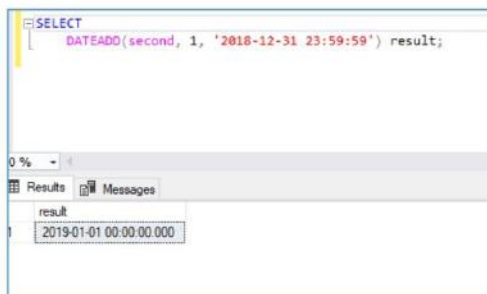 SELECT
DATEADD(second, 1, '2018-12-31 23:59:59') result;
0 %
Results Messages
result
1 2019-01-01 00:00:00.000